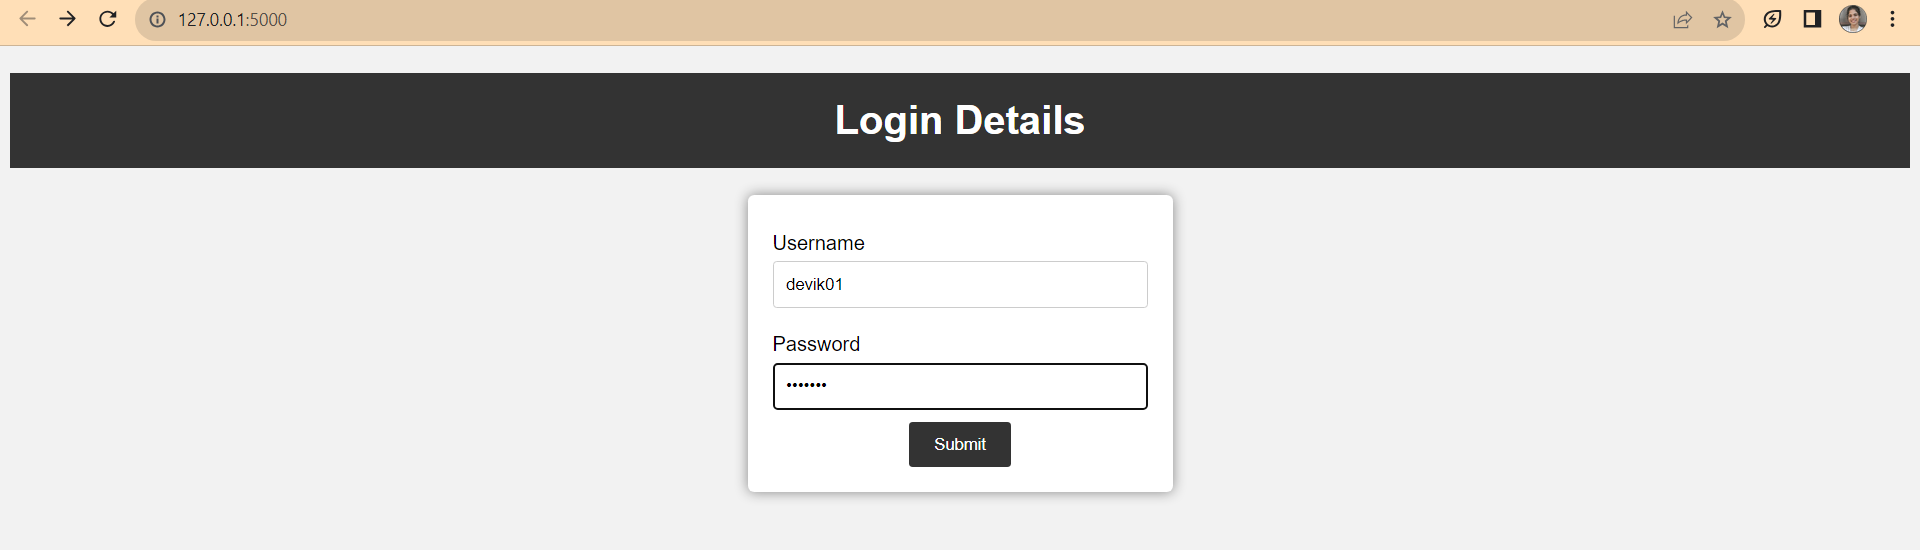 127.0.0.1:5000
Login Details
Username
devik01
Password
•••••••
Submit